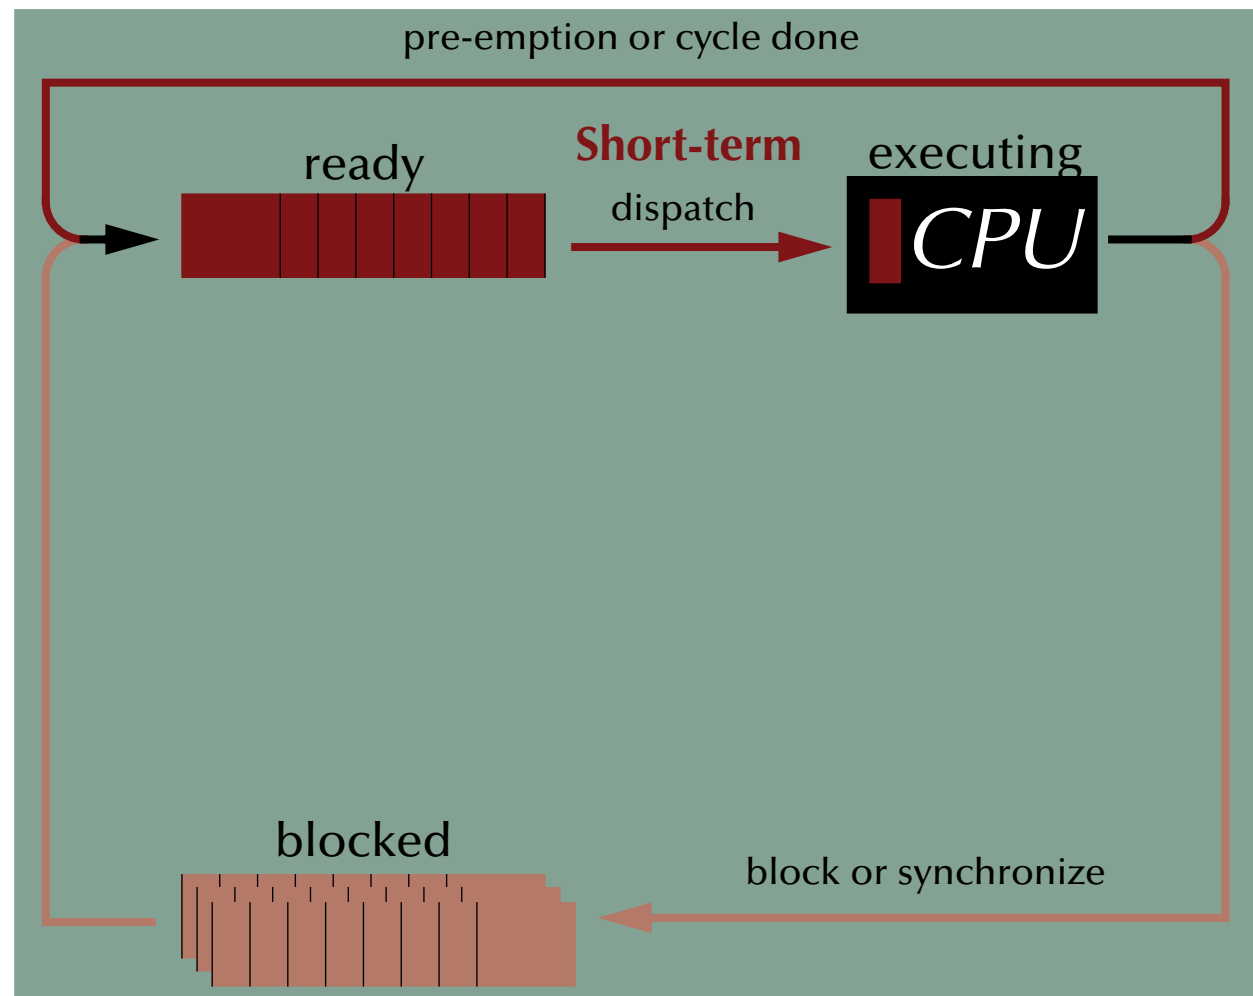 pre-emption or cycle done
ready
Short-term
dispatch
executing
CPU
blocked
block or synchronize